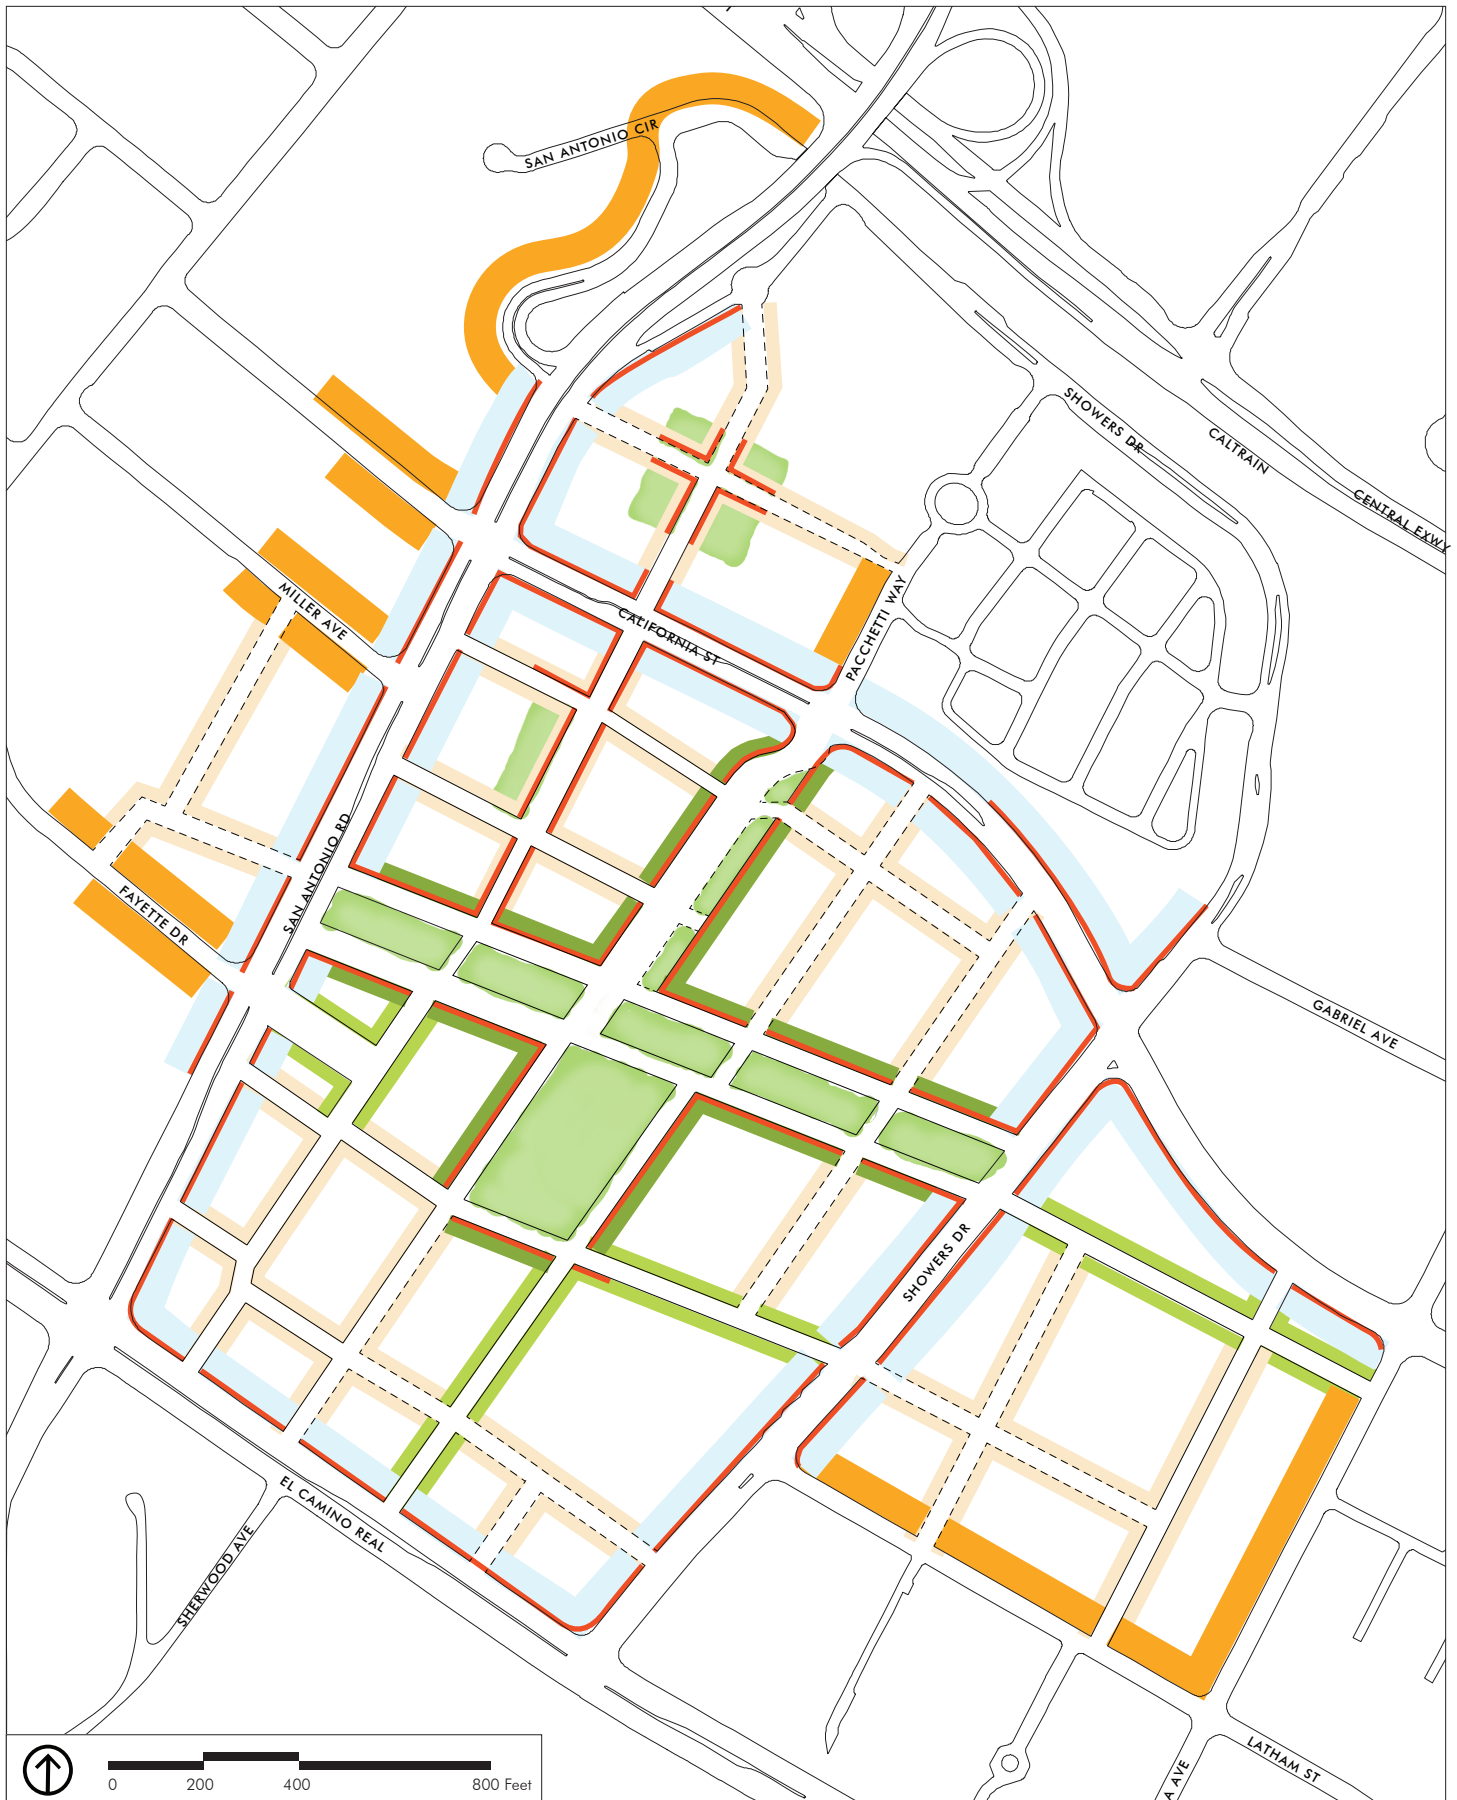 SAN ANTONIO CIR
SHOWERS DR
CALTRAIN
CENTRAL EXWY
MILLER AVE
CALIFORNIA ST
PACCHETTI WAY
SAN ANTONIO RD
FAYETTE DR
GABRIEL AVE
SHOWERS DR
EL CAMINO REAL
SHERWOOD AVE
LATHAM ST
A AVE
0 200 400 800 Feet